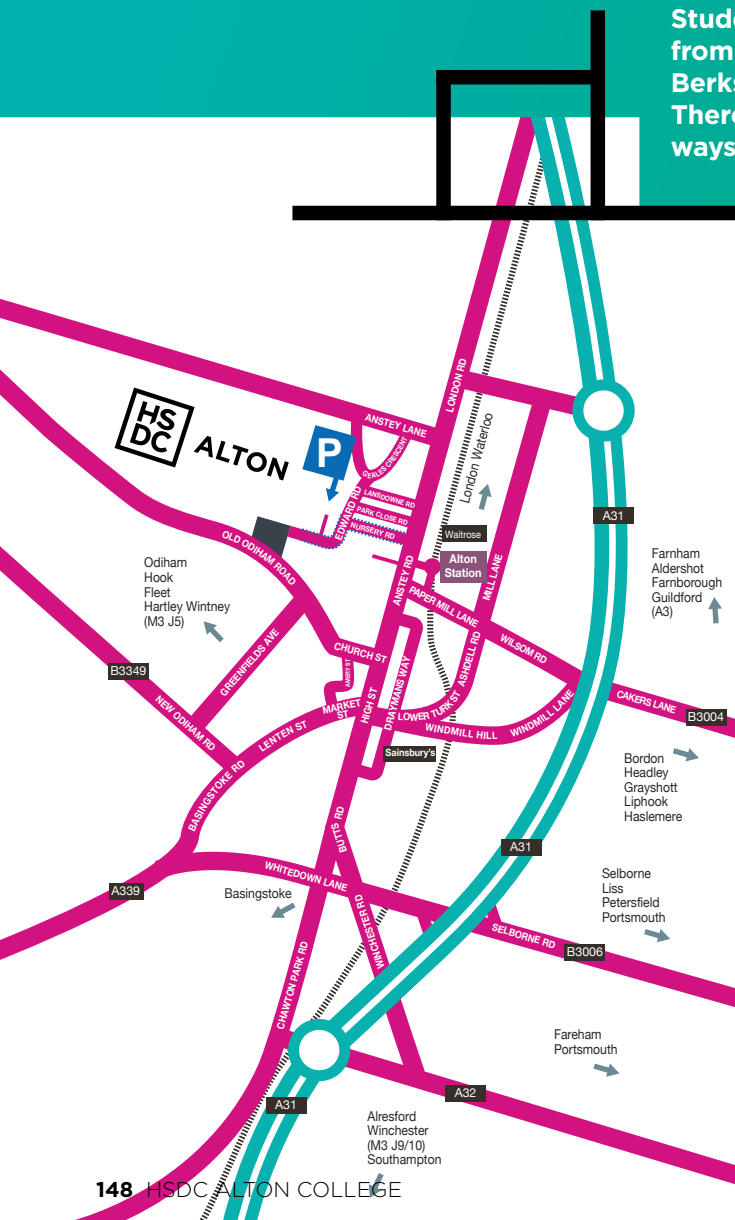 Stude
from
Berks
There
ways
LONDON RD
ANSTEY LANE
HS
DC
ALTON
P
GEALES CRESCENT
London Waterloo
LANSDOWNE RD
PARK CLOSE RD
NURSERY RD
EDWARD RD
A31
Waitrose
OLD ODIHAM ROAD
Alton
Station
Odiham
Hook
Fleet
Hartley Wintney
(M3 J5)
Farnham
Aldershot
Farnborough
Guildford
(A3)
ANSTEY RD
MILL LANE
PAPER MILL LANE
WILSOM RD
GREENFIELDS AVE
CHURCH ST
AMERY ST
ASHDELL RD
B3349
NEW ODIHAM RD
MARKET
ST
HIGH ST
DRAYMANS WAY
LOWER TURK ST
WINDMILL HILL
WINDMILL LANE
CAKERS LANE
B3004
LENTEN ST
Sainsbury's
BASINGSTOKE RD
Bordon
Headley
Grayshott
Liphook
Haslemere
BUTTS RD
A31
WHITEDOWN LANE
A339
Basingstoke
Selborne
Liss
Petersfield
Portsmouth
WINCHESTER RD
SELBORNE RD
B3006
CHAWTON PARK RD
Fareham
Portsmouth
A32
A31
Alresford
Winchester
(M3 J9/10)
Southampton
148 HSDC ALTON COLLEGE